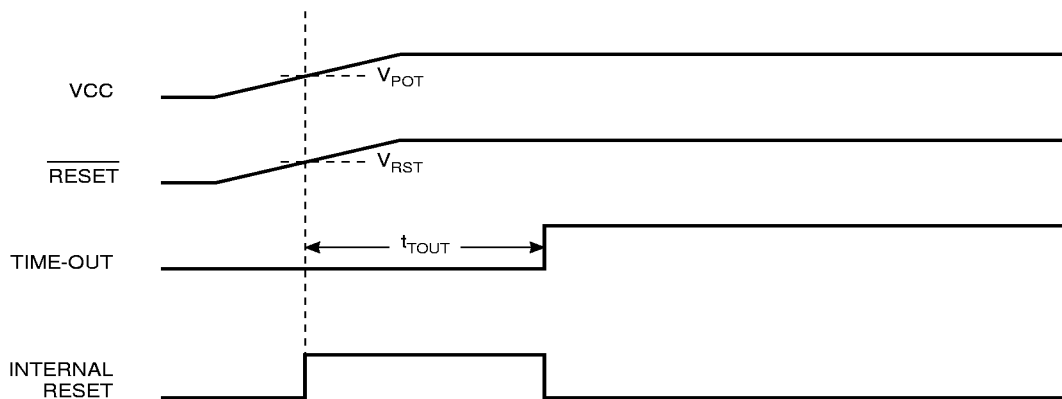 VCC
V_POT
RESET
V_RST
t_TOUT
TIME-OUT
INTERNAL
RESET